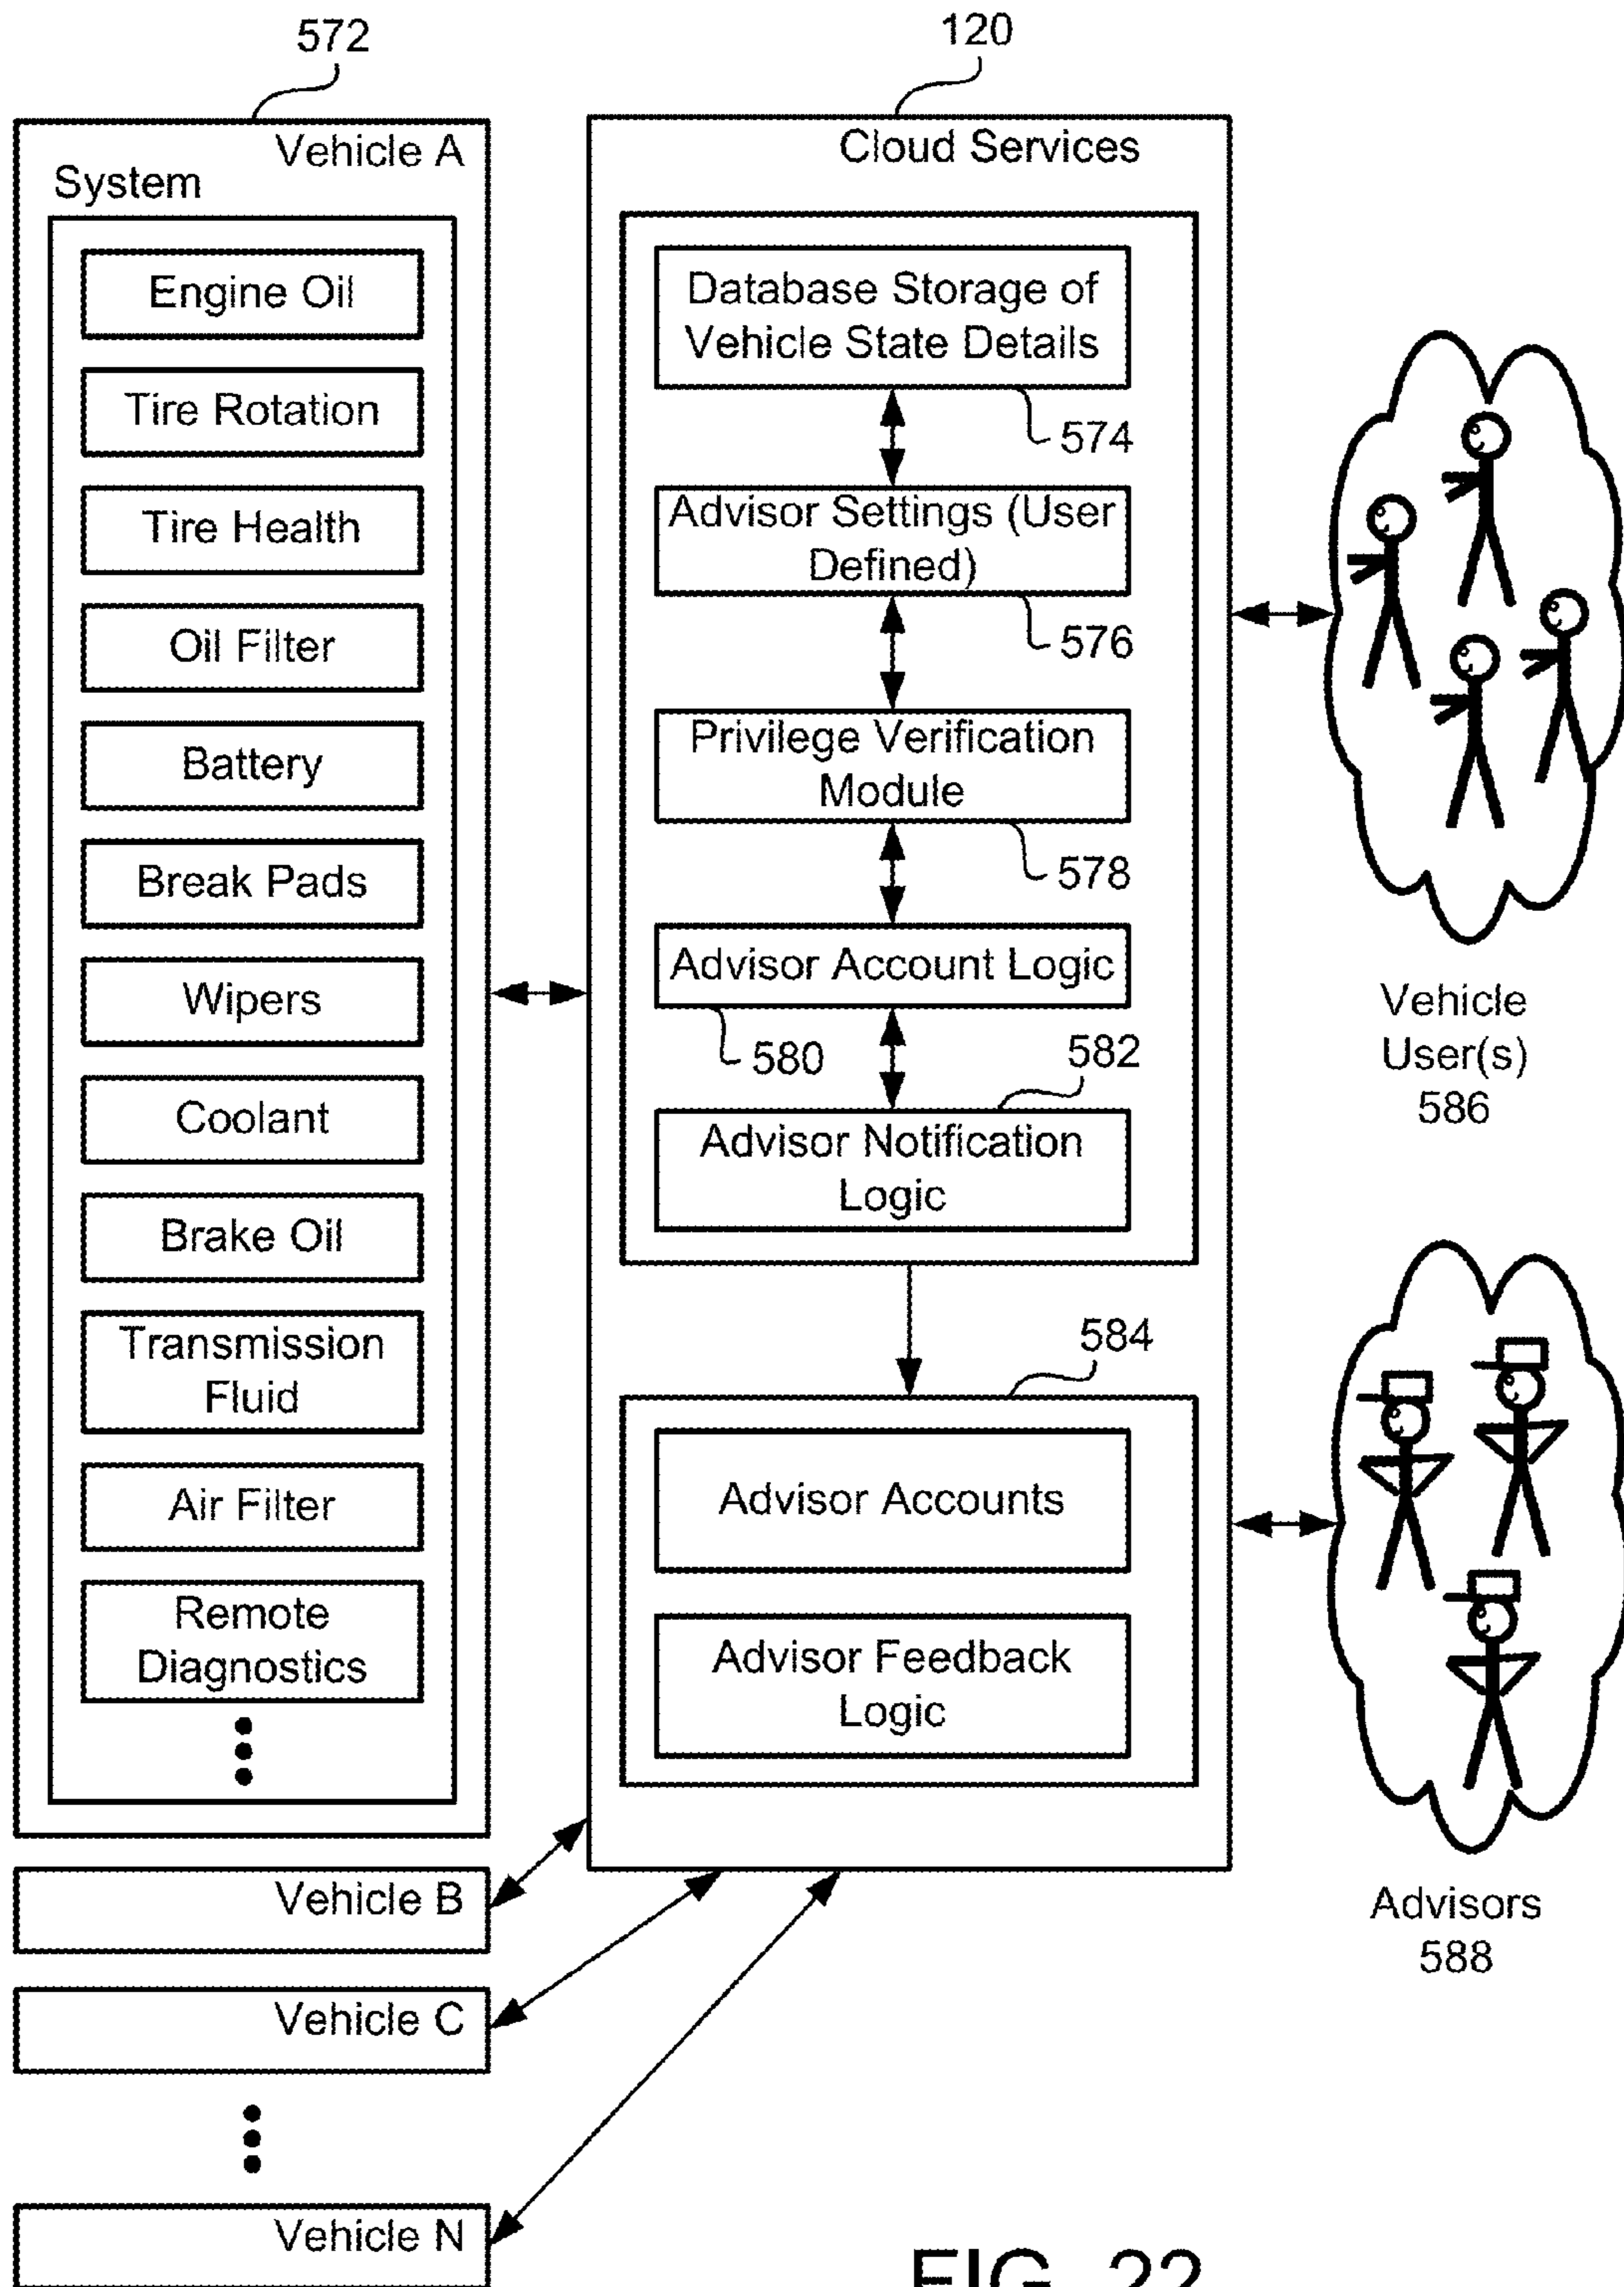 572
Vehicle A
System
Engine Oil
Tire Rotation
Tire Health
Oil Filter
Battery
Break Pads
Wipers
Coolant
Brake Oil
Transmission
Fluid
Air Filter
Remote
Diagnostics
Vehicle B
Vehicle C
Vehicle N
120
Cloud Services
Database Storage of
Vehicle State Details
574
Advisor Settings (User
Defined)
576
Privilege Verification
Module
578
Advisor Account Logic
580
582
Advisor Notification
Logic
584
Advisor Accounts
Advisor Feedback
Logic
Vehicle
User(s)
586
Advisors
588
FIG. 22